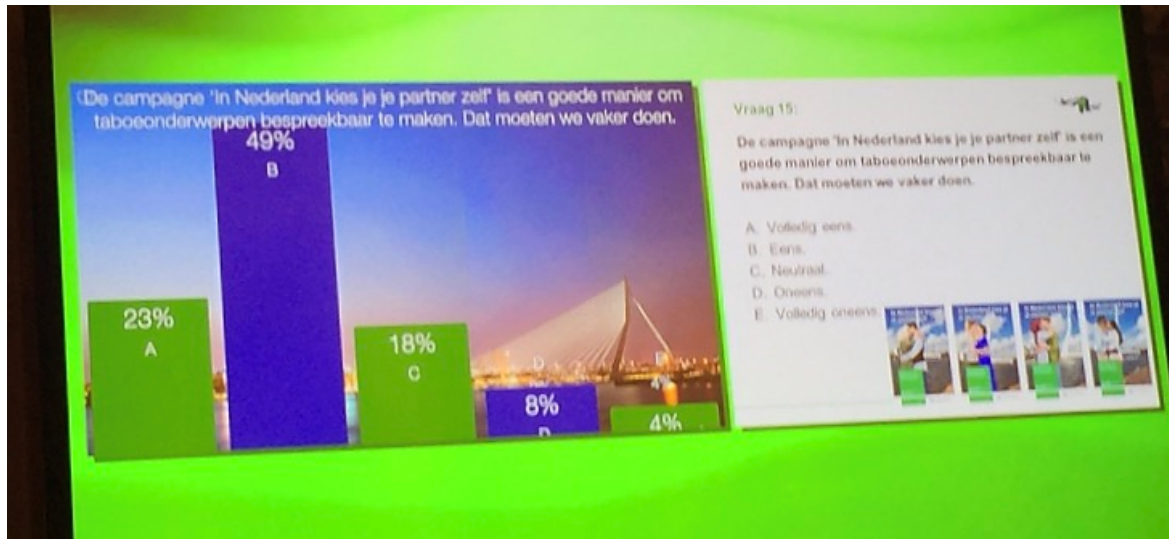 De campagne 'In Nederland kies je je partner zelf' is een goede manier om
taboeonderwerpen bespreekbaar te maken. Dat moeten we vaker doen.
49%
B
23%
A
18%
C
D
8%
D
E
4%
4%
Vraag 15:
De campagne 'In Nederland kies je je partner zelf' is een
goede manier om taboeonderwerpen bespreekbaar te
maken. Dat moeten we vaker doen.
A. Volledig eens.
B. Eens.
C. Neutraal.
D. Oneens.
E. Volledig oneens.